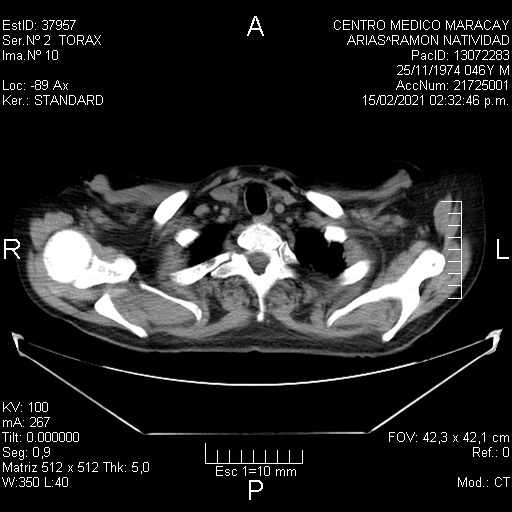 EstID: 37957
Ser.Nº 2 TORAX
Ima.Nº 10
Loc: -89 Ax
Ker.: STANDARD
A
CENTRO MEDICO MARACAY
ARIAS^RAMON NATIVIDAD
PacID: 13072283
25/11/1974 046Y M
AccNum: 21725001
15/02/2021 02:32:46 p.m.
R
L
KV: 100
mA: 267
Tilt: 0.000000
Seg: 0,9
Matriz 512 x 512 Thk: 5,0
W:350 L:40
Esc 1=10 mm
P
FOV: 42,3 x 42,1 cm
Ref.: 0
Mod.: CT